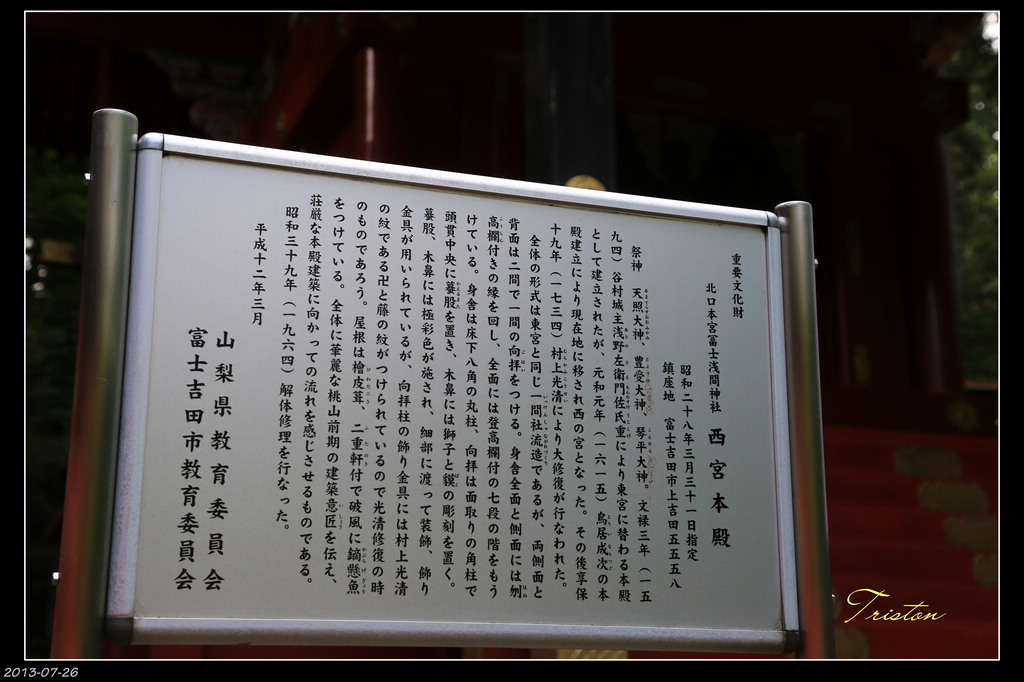 重要文化財
北口本宮冨士浅間神社 西宮本殿
昭和二十八年三月三十一日指定
鎮座地 富士吉田市上吉田五五五八
祭神 天照大神、豊受大神、琴平大神。文禄三年（一五
九四）谷村城主浅野左衛門佐氏重により東宮に替わる本殿
として建立されたが、元和元年（一六一五）鳥居成次の本
殿建立により現在地に移され西の宮となった。その後享保
十九年（一七三四）村上光清により大修復が行なわれた。
全体の形式は東宮と同じ一間社流造であるが、両側面と
背面は二間で一間の向拝をつける。身舎全面と側面には刎
高欄付きの縁を回し、全面には登高欄付の七段の階をもう
けている。身舎は床下八角の丸柱、向拝は面取りの角柱で
頭貫中央に蟇股を置き、木鼻には獅子と獏の彫刻を置く。
蟇股、木鼻には極彩色が施され、細部に渡って装飾、飾り
金具が用いられているが、向拝柱の飾り金具には村上光清
の紋である卍と藤の紋がつけられているので光清修復の時
のものであろう。屋根は檜皮葺、二重軒付で破風に鏑懸魚
をつけている。全体に華麗な桃山前期の建築意匠を伝え、
荘厳な本殿建築に向かっての流れを感じさせるものである。
昭和三十九年（一九六四）解体修理を行なった。
平成十二年三月
山梨県教育委員会
富士吉田市教育委員会
Triston
2013-07-26